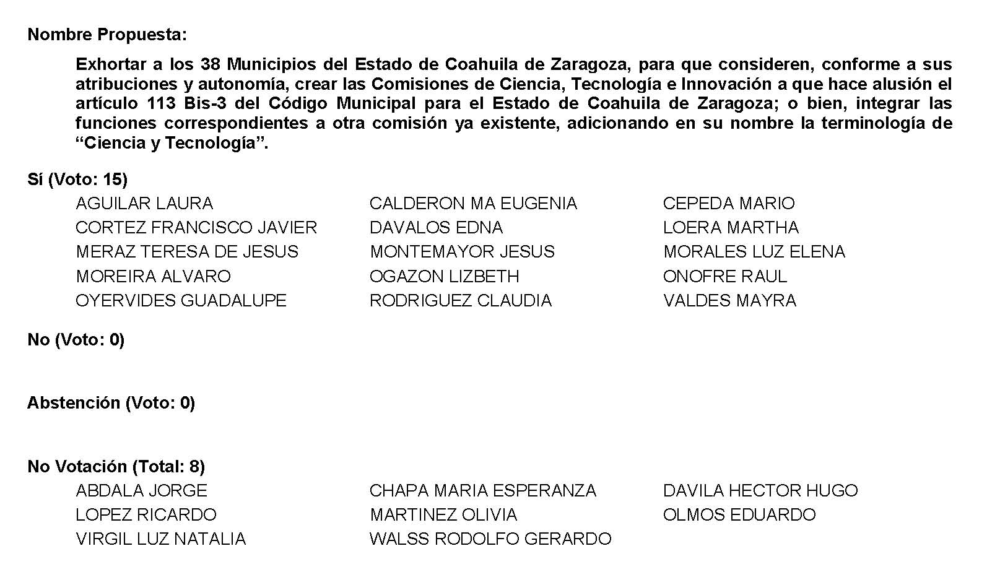 Nombre Propuesta:
Exhortar a los 38 Municipios del Estado de Coahuila de Zaragoza, para que consideren, conforme a sus
atribuciones y autonomía, crear las Comisiones de Ciencia, Tecnología e Innovación a que hace alusión el
artículo 113 Bis-3 del Código Municipal para el Estado de Coahuila de Zaragoza; o bien, integrar las
funciones correspondientes a otra comisión ya existente, adicionando en su nombre la terminología de
“Ciencia y Tecnología”.
Sí (Voto: 15)
AGUILAR LAURA CALDERON MA EUGENIA CEPEDA MARIO
CORTEZ FRANCISCO JAVIER DAVALOS EDNA LOERA MARTHA
MERAZ TERESA DE JESUS MONTEMAYOR JESUS MORALES LUZ ELENA
MOREIRA ALVARO OGAZON LIZBETH ONOFRE RAUL
OYERVIDES GUADALUPE RODRIGUEZ CLAUDIA VALDES MAYRA
No (Voto: 0)
Abstención (Voto: 0)
No Votación (Total: 8)
ABDALA JORGE CHAPA MARIA ESPERANZA DAVILA HECTOR HUGO
LOPEZ RICARDO MARTINEZ OLIVIA OLMOS EDUARDO
VIRGIL LUZ NATALIA WALSS RODOLFO GERARDO